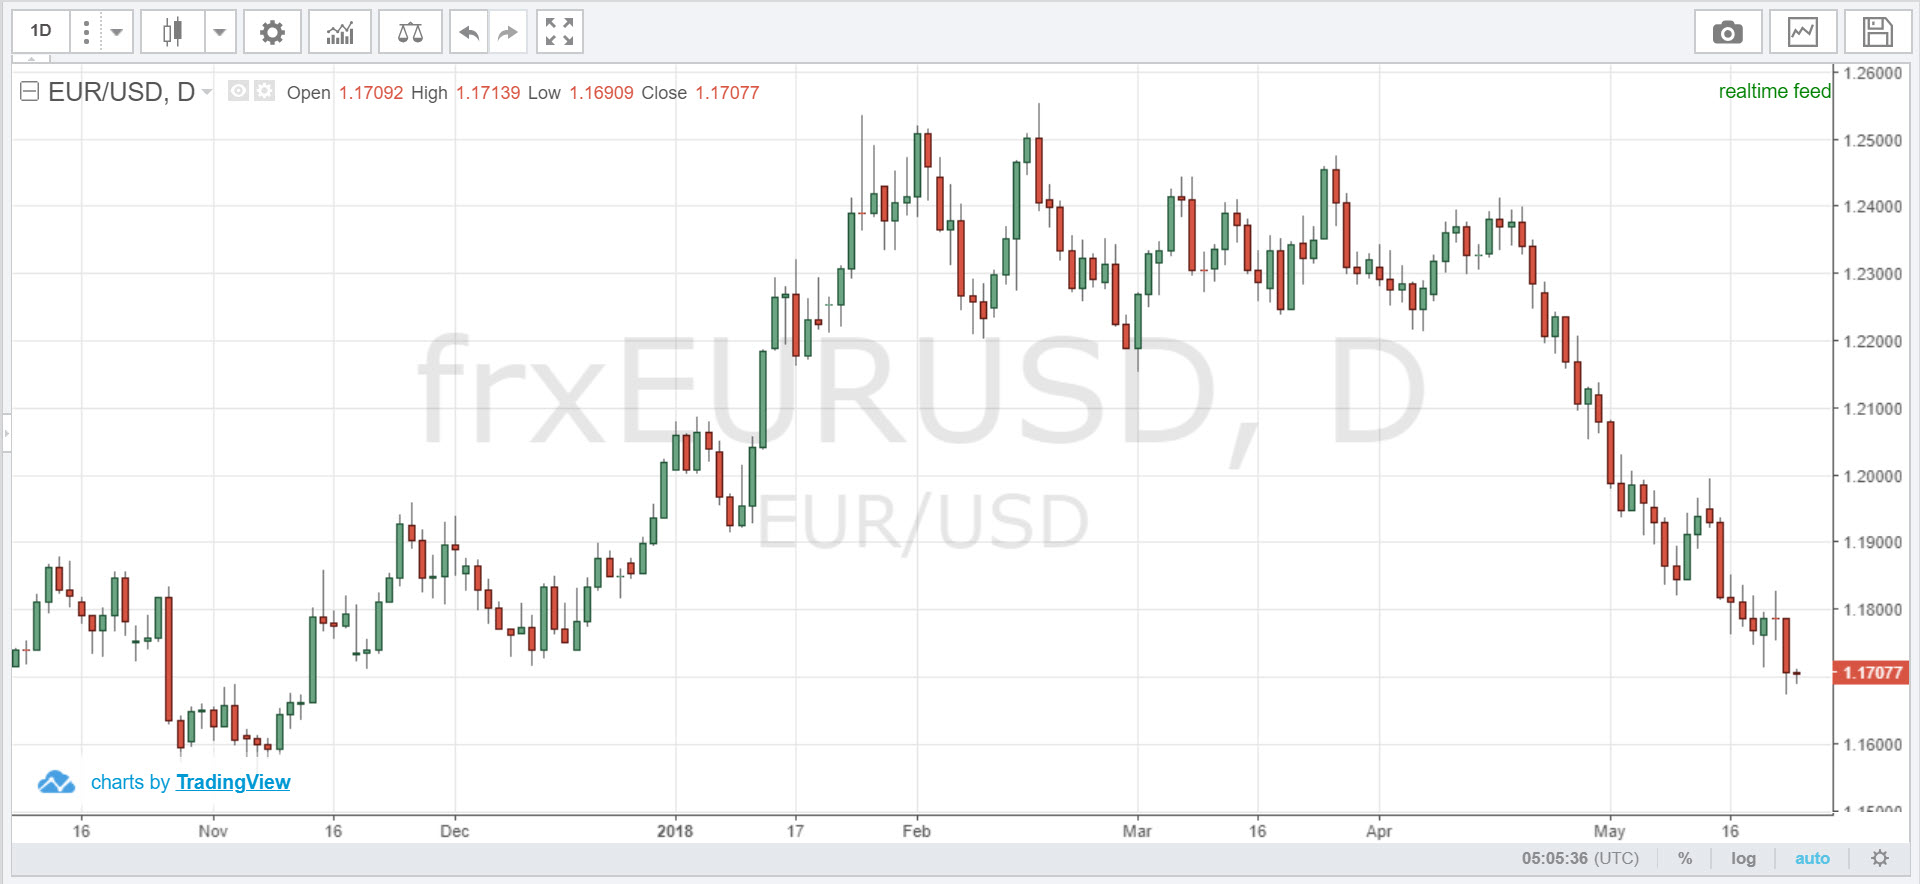 1D
EUR/USD, D Open 1.17092 High 1.17139 Low 1.16909 Close 1.17077
realtime feed
1.26000
1.25000
1.24000
1.23000
1.22000
1.21000
1.20000
1.19000
1.18000
1.17077
1.16000
1.15000
frxEURUSD, D
EUR/USD
charts by TradingView
16 Nov 16 Dec 2018 17 Feb Mar 16 Apr May 16
05:05:36 (UTC) % log auto